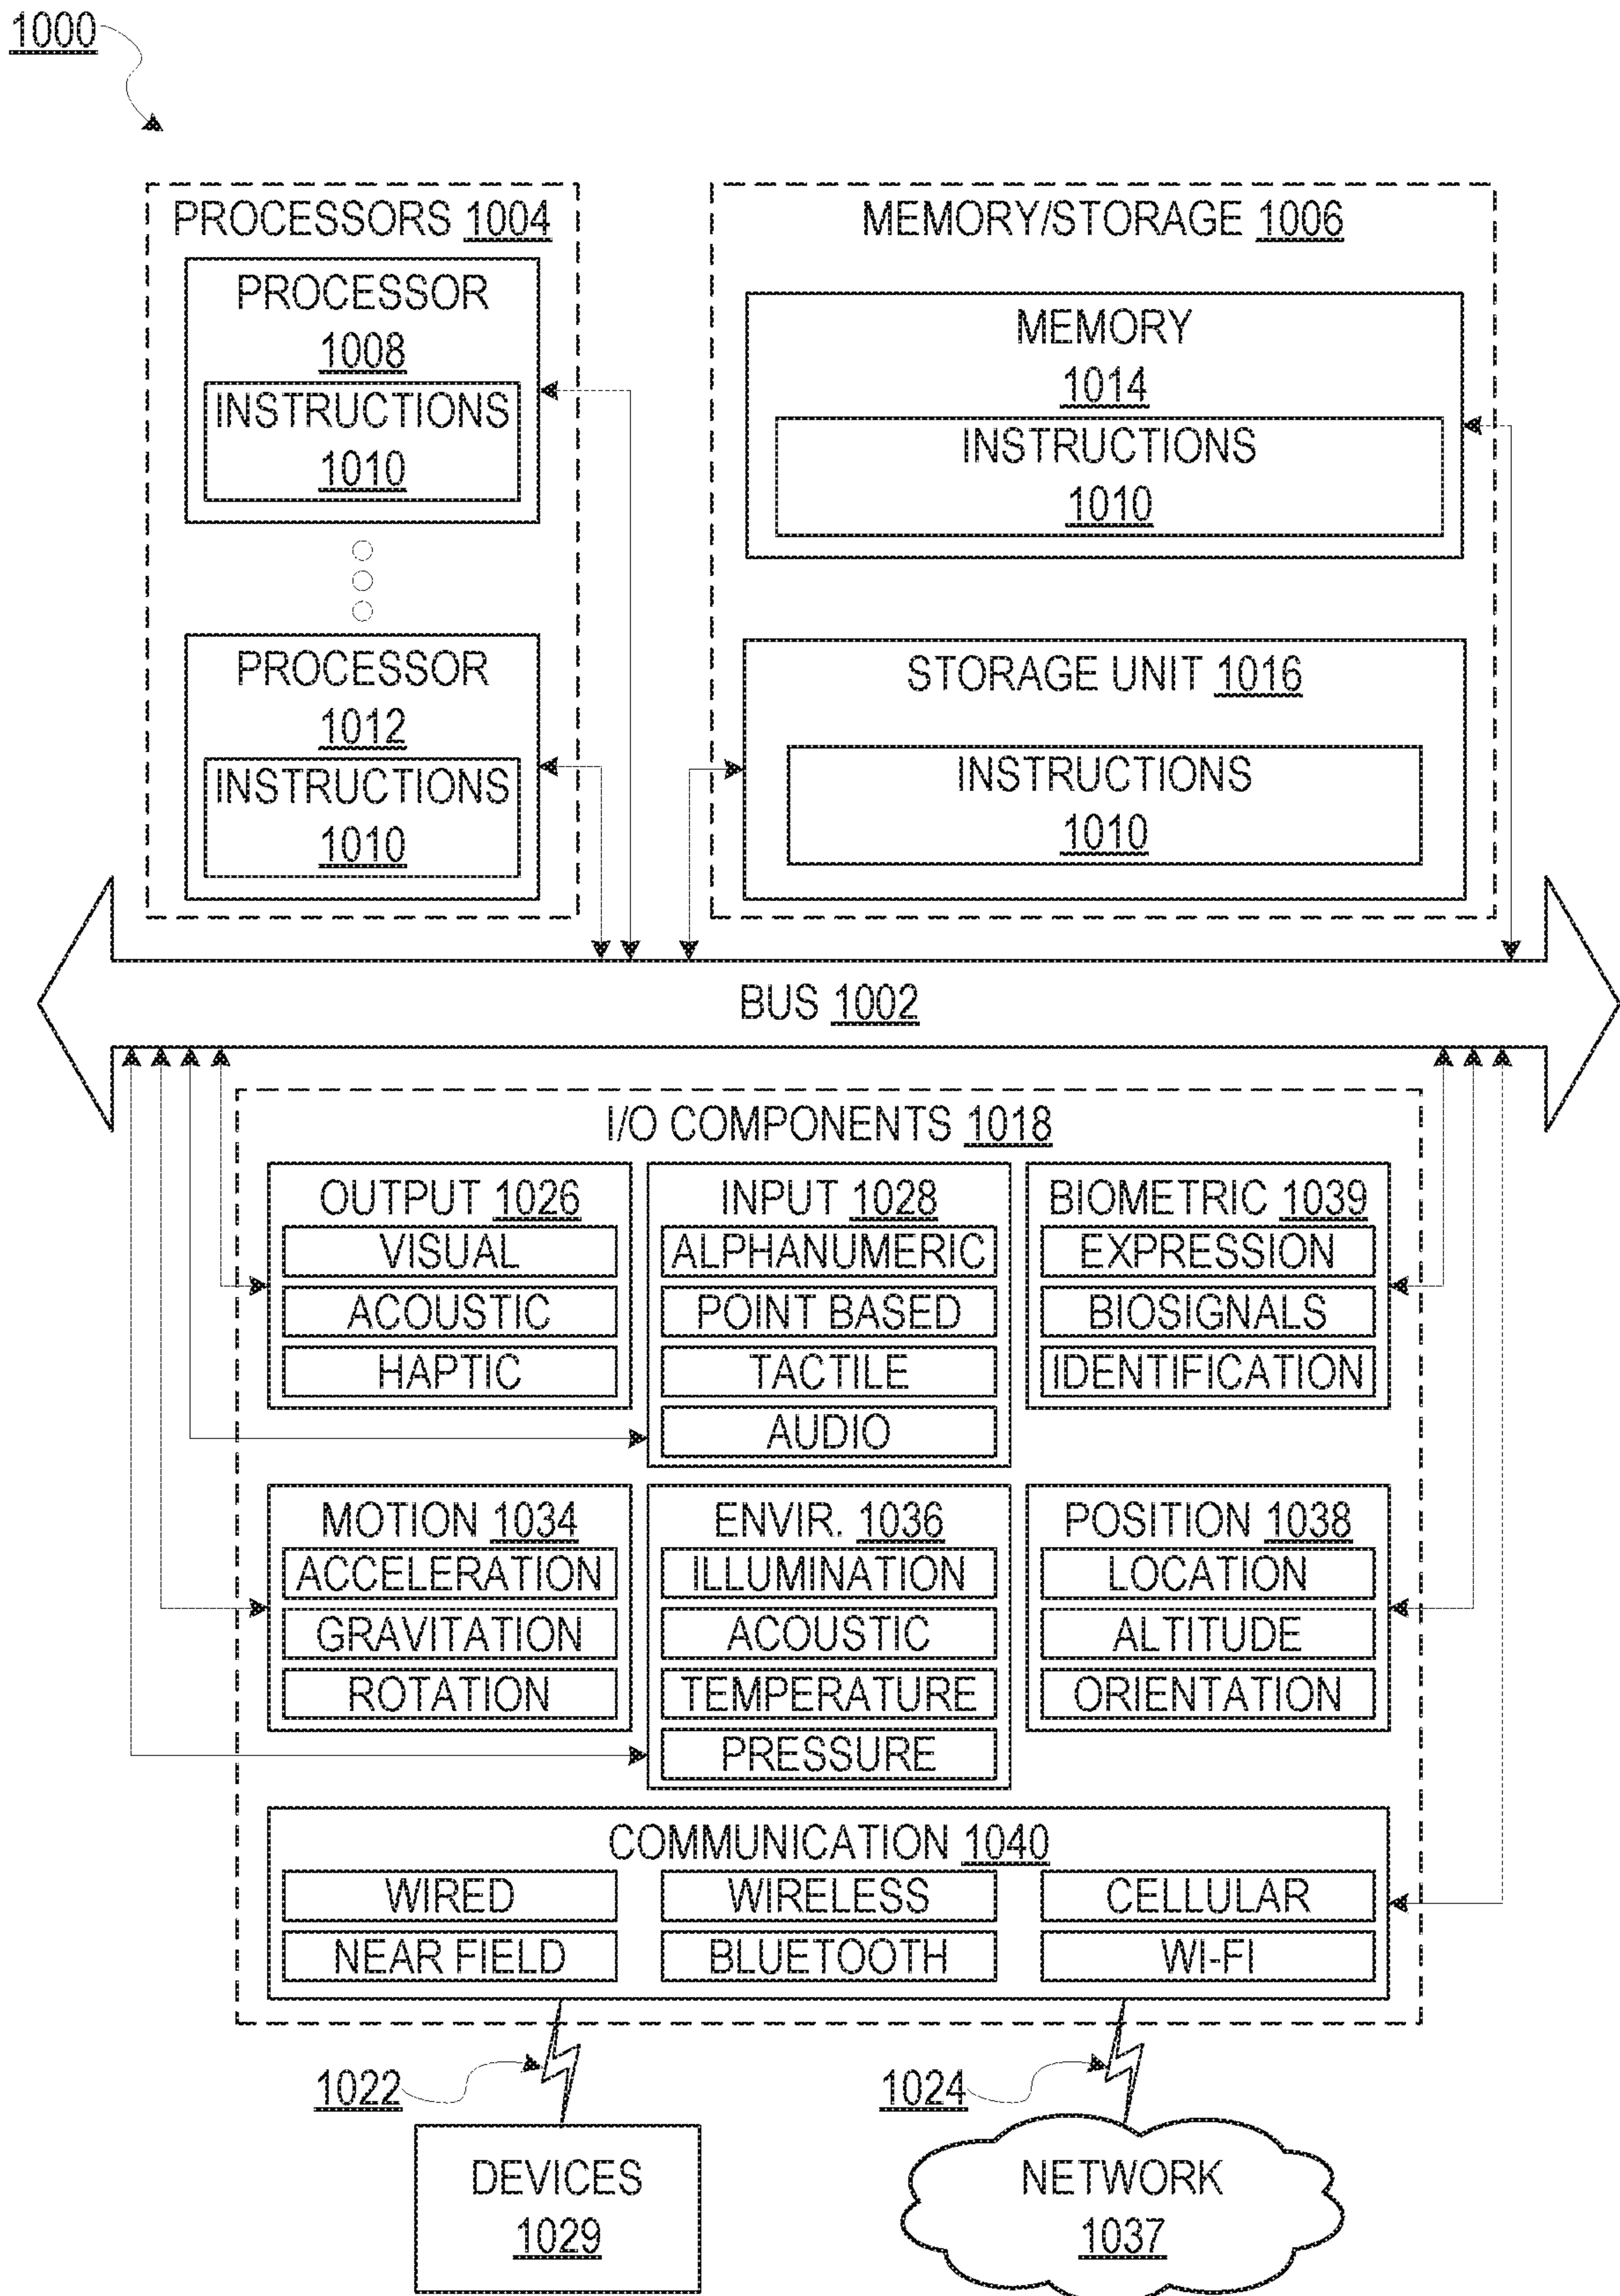 1000
PROCESSORS 1004
PROCESSOR
1008
INSTRUCTIONS
1010
PROCESSOR
1012
INSTRUCTIONS
1010
MEMORY/STORAGE 1006
MEMORY
1014
INSTRUCTIONS
1010
STORAGE UNIT 1016
INSTRUCTIONS
1010
BUS 1002
I/O COMPONENTS 1018
OUTPUT 1026
VISUAL
ACOUSTIC
HAPTIC
INPUT 1028
ALPHANUMERIC
POINT BASED
TACTILE
AUDIO
BIOMETRIC 1039
EXPRESSION
BIOSIGNALS
IDENTIFICATION
MOTION 1034
ACCELERATION
GRAVITATION
ROTATION
ENVIR. 1036
ILLUMINATION
ACOUSTIC
TEMPERATURE
PRESSURE
POSITION 1038
LOCATION
ALTITUDE
ORIENTATION
COMMUNICATION 1040
WIRED
WIRELESS
CELLULAR
NEAR FIELD
BLUETOOTH
WI-FI
1022
1024
DEVICES
1029
NETWORK
1037